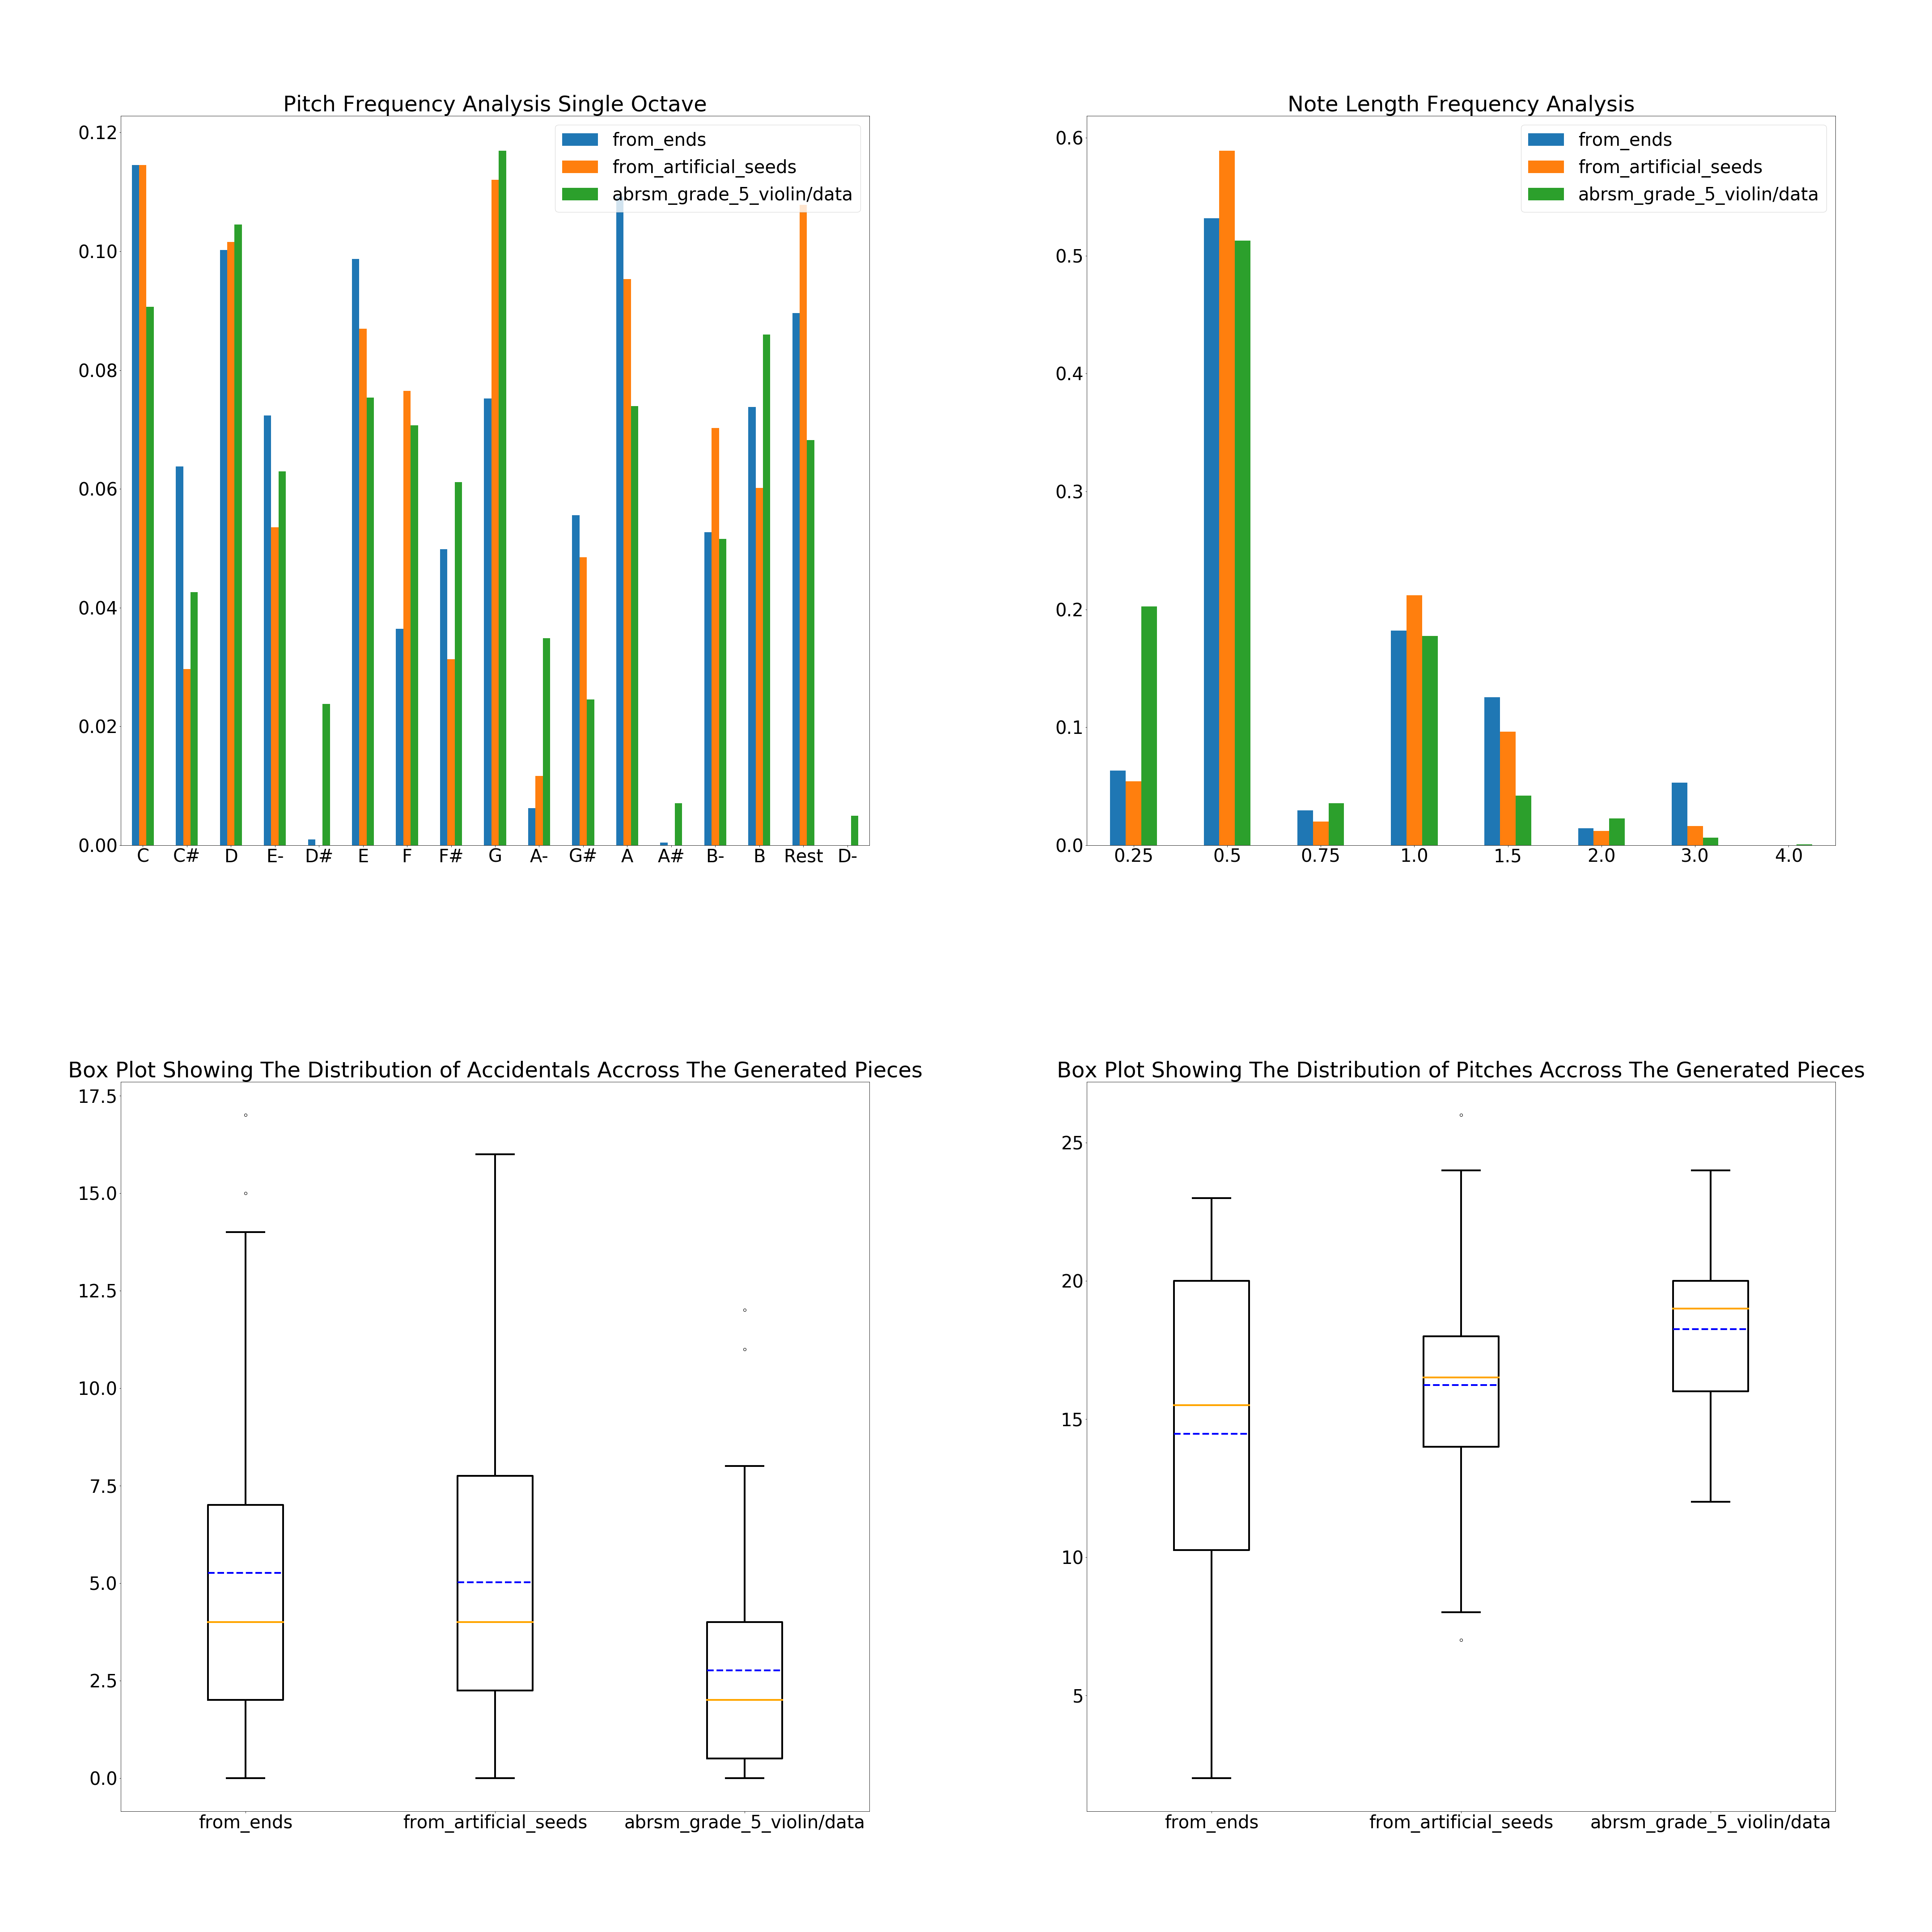 Pitch Frequency Analysis Single Octave
from_ends
from_artificial_seeds
abrsm_grade_5_violin/data
0.12
0.10
0.08
0.06
0.04
0.02
0.00
C C# D E- D# E F F# G A- G# A A# B- B Rest D-
Note Length Frequency Analysis
from_ends
from_artificial_seeds
abrsm_grade_5_violin/data
0.6
0.5
0.4
0.3
0.2
0.1
0.0
0.25 0.5 0.75 1.0 1.5 2.0 3.0 4.0
Box Plot Showing The Distribution of Accidentals Accross The Generated Pieces
17.5
15.0
12.5
10.0
7.5
5.0
2.5
0.0
from_ends from_artificial_seeds abrsm_grade_5_violin/data
Box Plot Showing The Distribution of Pitches Accross The Generated Pieces
25
20
15
10
5
from_ends from_artificial_seeds abrsm_grade_5_violin/data